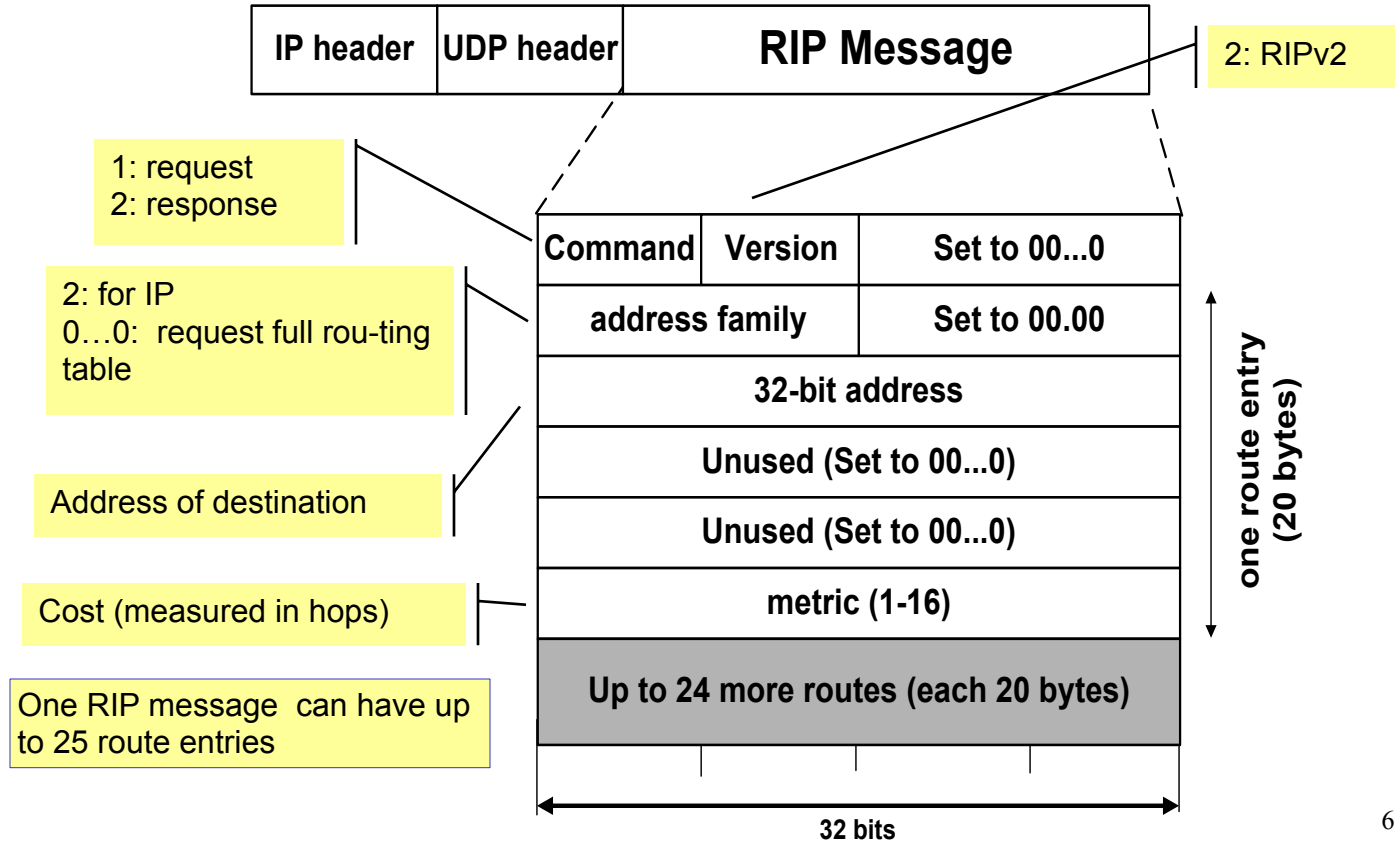 IP header UDP header RIP Message
2: RIPv2
1: request
2: response
Command Version Set to 00...0
2: for IP
0…0: request full rou-ting
table
address family Set to 00.00
32-bit address
Unused (Set to 00...0)
Address of destination
Unused (Set to 00...0)
Cost (measured in hops)
metric (1-16)
one route entry
(20 bytes)
Up to 24 more routes (each 20 bytes)
One RIP message can have up
to 25 route entries
32 bits
6